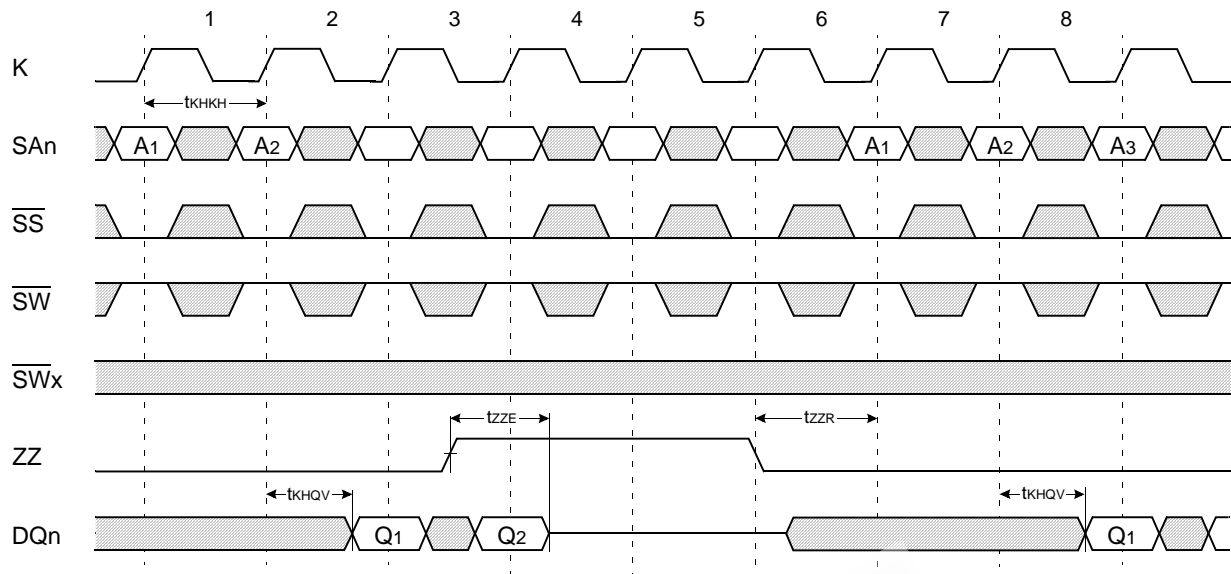 1 2 3 4 5 6 7 8
K
tKHKH
SAn A1 A2 A1 A2 A3
SS
SW
SWx
tZZE tZZR
ZZ
tKHQV tKHQV
DQn Q1 Q2 Q1